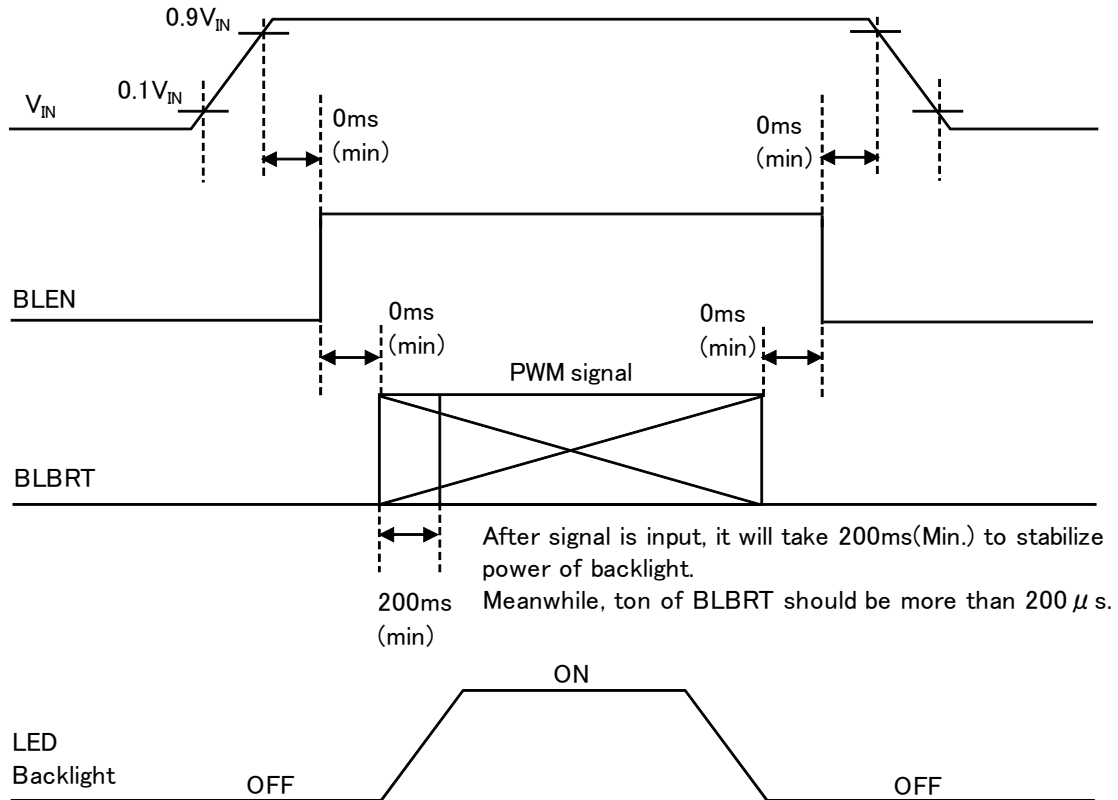 0.9VIN
0.1VIN
VIN
0ms
(min)
0ms
(min)
BLEN
0ms
(min)
0ms
(min)
PWM signal
BLBRT
After signal is input, it will take 200ms(Min.) to stabilize
power of backlight.
200ms
(min)
Meanwhile, ton of BLBRT should be more than 200μs.
ON
LED
Backlight
OFF
OFF